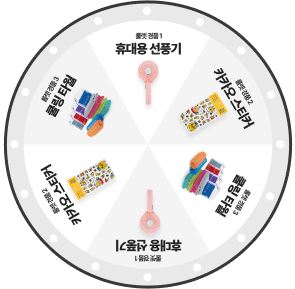 룰렛 경품 1
휴대용 선풍기
룰렛 경품 2
카카오 스티커
룰렛 경품 3
쿨링 타월
룰렛 경품 1
휴대용 선풍기
룰렛 경품 2
카카오 스티커
룰렛 경품 3
쿨링 타월